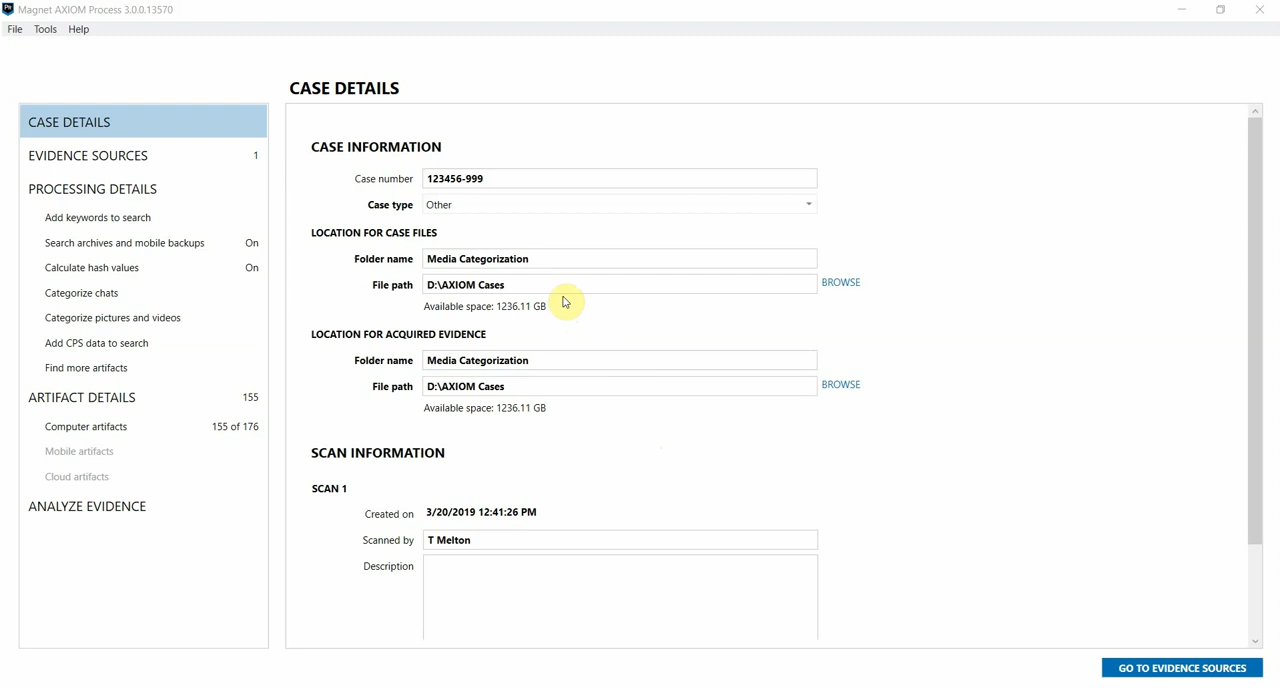 Magnet AXIOM Process 3.0.0.13570
File Tools Help
CASE DETAILS
CASE DETAILS
EVIDENCE SOURCES 1
PROCESSING DETAILS
Add keywords to search
Search archives and mobile backups On
Calculate hash values On
Categorize chats
Categorize pictures and videos
Add CPS data to search
Find more artifacts
ARTIFACT DETAILS 155
Computer artifacts 155 of 176
Mobile artifacts
Cloud artifacts
ANALYZE EVIDENCE
CASE INFORMATION
Case number 123456-999
Case type Other
LOCATION FOR CASE FILES
Folder name Media Categorization
File path D:\AXIOM Cases BROWSE
Available space: 1236.11 GB
LOCATION FOR ACQUIRED EVIDENCE
Folder name Media Categorization
File path D:\AXIOM Cases BROWSE
Available space: 1236.11 GB
SCAN INFORMATION
SCAN 1
Created on 3/20/2019 12:41:26 PM
Scanned by T Melton
Description
GO TO EVIDENCE SOURCES